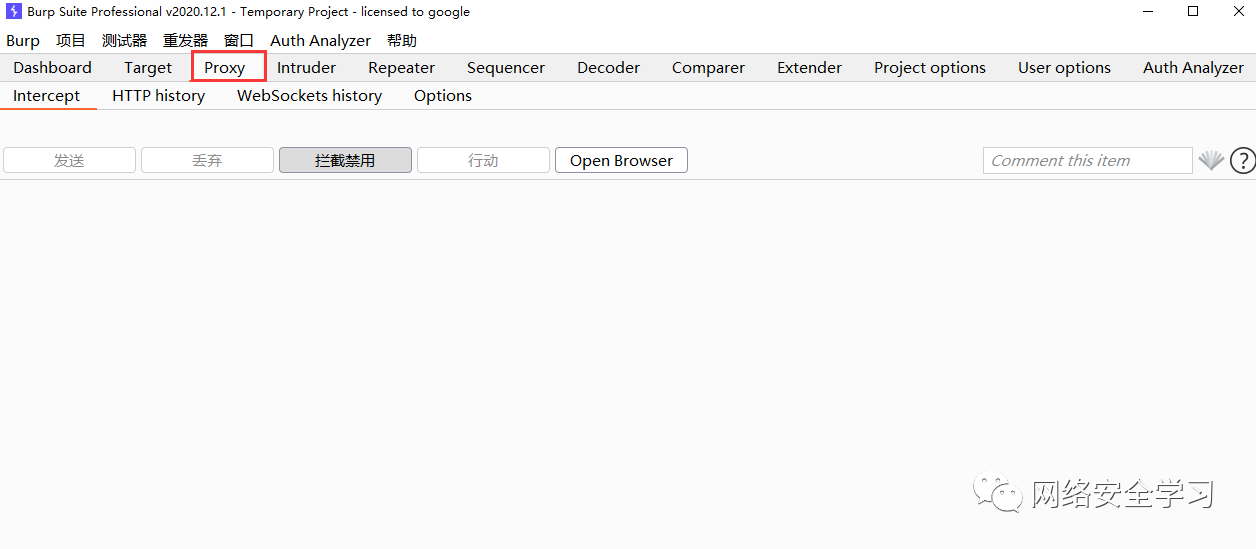 Burp Suite Professional v2020.12.1 - Temporary Project - licensed to google
Burp 项目 测试器 重发器 窗口 Auth Analyzer 帮助
Dashboard Target Proxy Intruder Repeater Sequencer Decoder Comparer Extender Project options User options Auth Analyzer
Intercept HTTP history WebSockets history Options
发送 丢弃 拦截禁用 行动 Open Browser Comment this item ?
网络安全学习